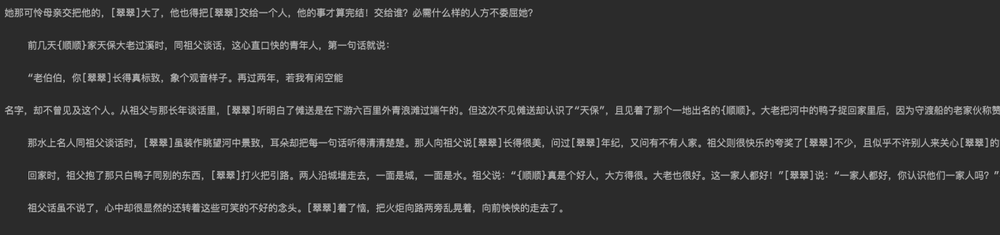 她那可怜母亲交把他的，[翠翠]大了，他也得把[翠翠]交给一个人，他的事才算完结！交给谁？必需什么样的人方不委屈她？
前几天{顺顺}家天保大老过溪时，同祖父谈话，这心直口快的青年人，第一句话就说：
“老伯伯，你[翠翠]长得真标致，象个观音样子。再过两年，若我有闲空能
名字，却不曾见及这个人。从祖父与那长年谈话里，[翠翠]听明白了傩送是在下游六百里外青浪滩过端午的。但这次不见傩送却认识了“天保”，且见着了那个一地出名的{顺顺}。大老把河中的鸭子捉回家里后，因为守渡船的老家伙称赞
那水上名人同祖父谈话时，[翠翠]虽装作眺望河中景致，耳朵却把每一句话听得清清楚楚。那人向祖父说[翠翠]长得很美，问过[翠翠]年纪，又问有不有人家。祖父则很快乐的夸奖了[翠翠]不少，且似乎不许别人来关心[翠翠]的
回家时，祖父抱了那只白鸭子同别的东西，[翠翠]打火把引路。两人沿城墙走去，一面是城，一面是水。祖父说：“{顺顺}真是个好人，大方得很。大老也很好。这一家人都好！”[翠翠]说：“一家人都好，你认识他们一家人吗？”
祖父话虽不说了，心中却很显然的还转着这些可笑的不好的念头。[翠翠]着了恼，把火炬向路两旁乱晃着，向前怏怏的走去了。